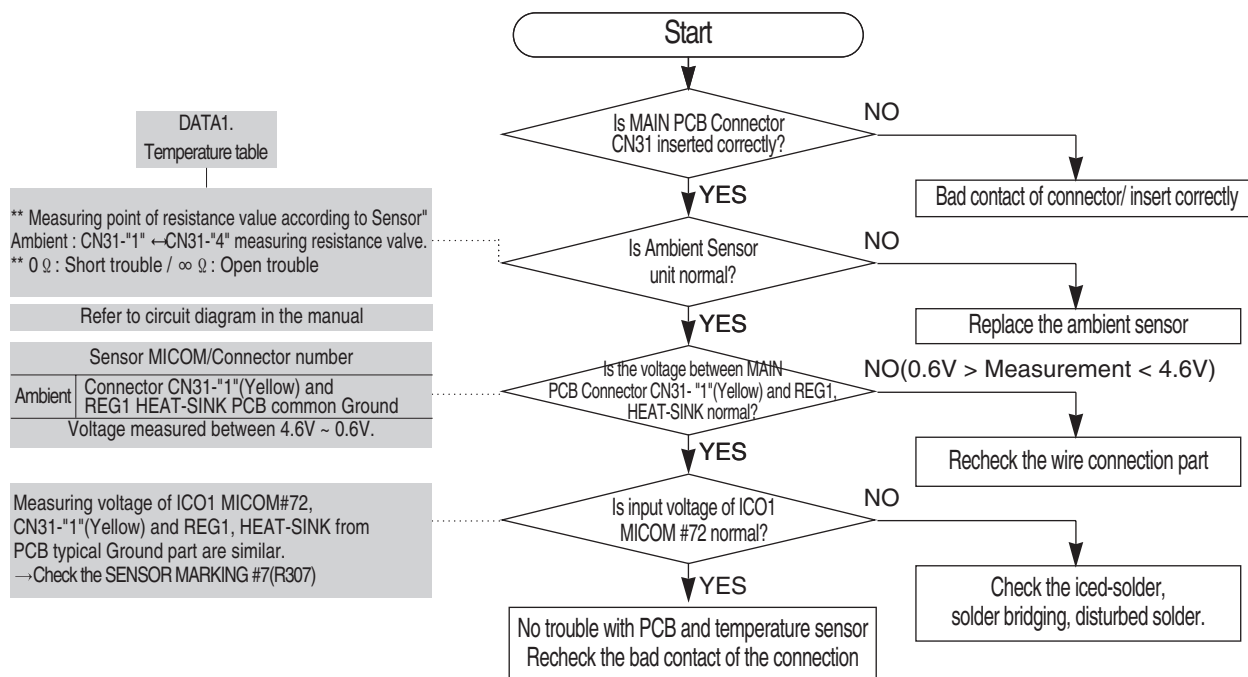 Start
Is MAIN PCB Connector
CN31 inserted correctly?
NO
Bad contact of connector/ insert correctly
YES
DATA1.
Temperature table
** Measuring point of resistance value according to Sensor"
Ambient : CN31-"1" ↔CN31-"4" measuring resistance valve.
** 0 Ω : Short trouble / ∞ Ω : Open trouble
Is Ambient Sensor
unit normal?
NO
Replace the ambient sensor
YES
Refer to circuit diagram in the manual
Sensor MICOM/Connector number
Ambient
Connector CN31-"1"(Yellow) and
REG1 HEAT-SINK PCB common Ground
Voltage measured between 4.6V ~ 0.6V.
Is the voltage between MAIN
PCB Connector CN31- "1"(Yellow) and REG1,
HEAT-SINK normal?
NO(0.6V > Measurement < 4.6V)
Recheck the wire connection part
YES
Measuring voltage of ICO1 MICOM#72,
CN31-"1"(Yellow) and REG1, HEAT-SINK from
PCB typical Ground part are similar.
→Check the SENSOR MARKING #7(R307)
Is input voltage of ICO1
MICOM #72 normal?
NO
Check the iced-solder,
solder bridging, disturbed solder.
YES
No trouble with PCB and temperature sensor
Recheck the bad contact of the connection